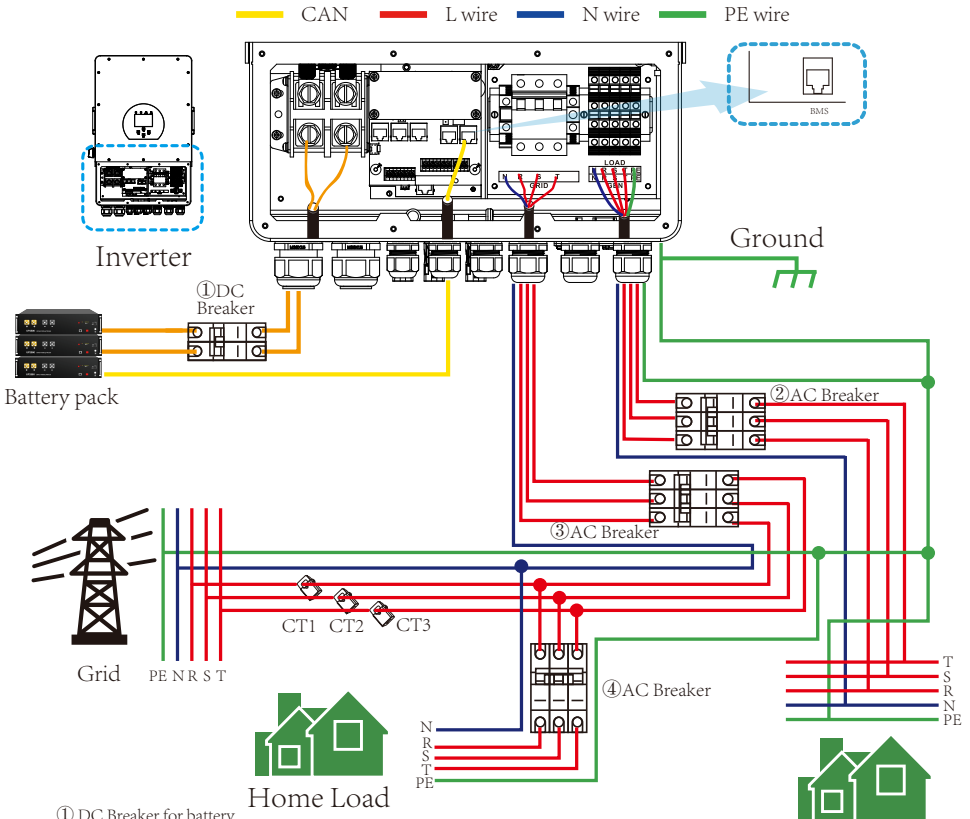 CAN
L wire
N wire
PE wire
BMS
LOAD
GEN
N R S T
GRID
Inverter
Ground
①DC
Breaker
Battery pack
②AC Breaker
③AC Breaker
CT1 CT2 CT3
Grid
PE N R S T
④AC Breaker
T
S
R
N
PE
N
R
S
T
PE
Home Load
① DC Breaker for battery